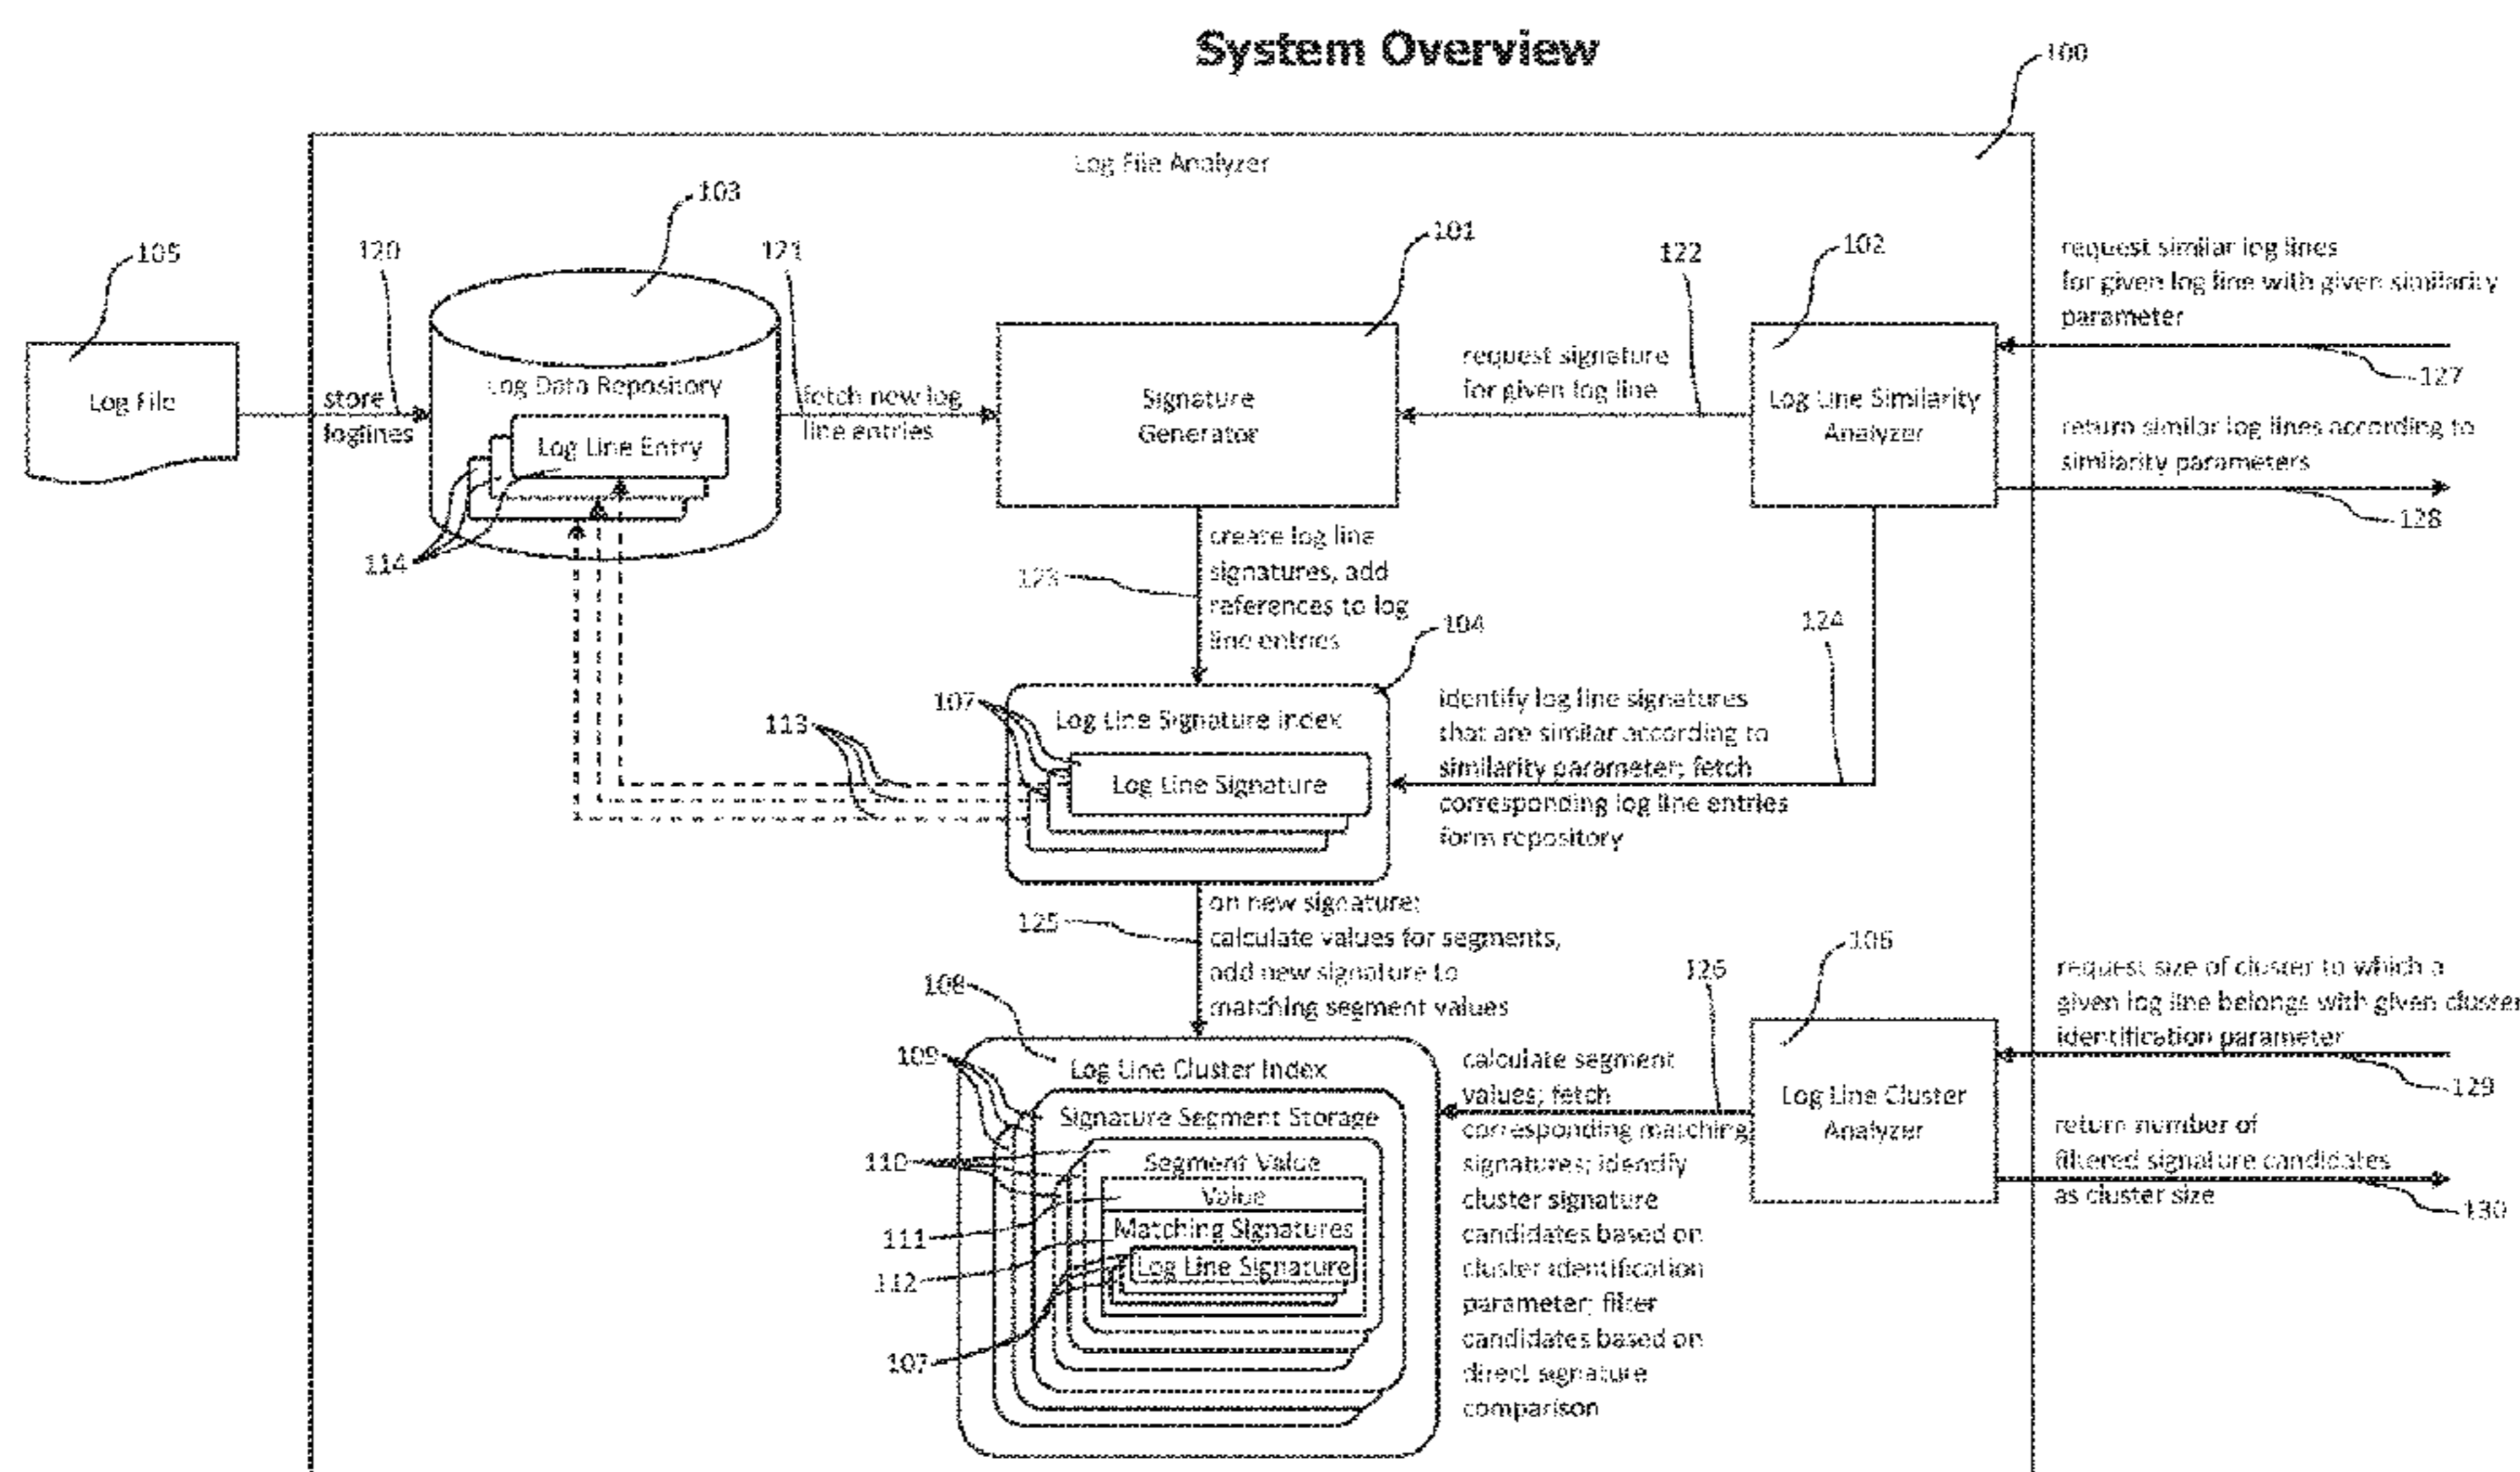 System Overview
100
Log File Analyzer
103
105
120
121
101
122
102
request similar log lines
for given log line with given similarity
parameter
127
Log File
store
loglines
Log Data Repository
Log Line Entry
114
fetch new log
line entries
Signature
Generator
request signature
for given log line
Log Line Similarity
Analyzer
return similar log lines according to
similarity parameters
128
123
create log line
signatures, add
references to log
line entries
104
124
113
107
Log Line Signature Index
Log Line Signature
identify log line signatures
that are similar according to
similarity parameter; fetch
corresponding log line entries
form repository
125
on new signature:
calculate values for segments,
add new signature to
matching segment values
108
109
Log Line Cluster Index
Signature Segment Storage
110
Segment Value
Value
111
Matching Signatures
112
Log Line Signature
107
126
calculate segment
values; fetch
corresponding matching
signatures; identify
cluster signature
candidates based on
cluster identification
parameter; filter
candidates based on
direct signature
comparison
106
Log Line Cluster
Analyzer
request size of cluster to which a
given log line belongs with given cluster
identification parameter
129
return number of
filtered signature candidates
as cluster size
130